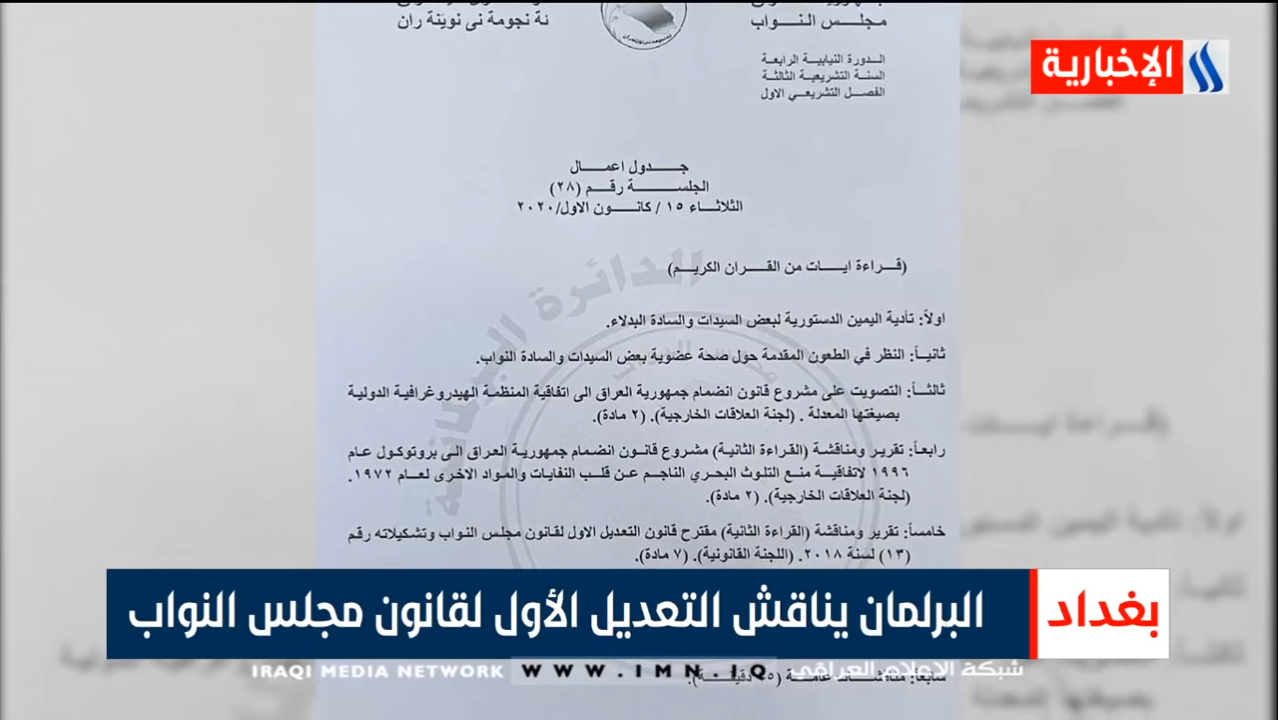 مجلس النواب
نة نجومة نى نوينة ران
الإخبارية
الدورة النيابية الرابعة
السنة التشريعية الثالثة
الفصل التشريعي الاول
جدول اعمال
الجلسة رقم (٢٨)
الثلاثاء ١٥ / كانون الاول/٢٠٢٠
(قراءة ايات من القران الكريم)
اولاً: تأدية اليمين الدستورية لبعض السيدات والسادة البدلاء.
ثانياً: النظر في الطعون المقدمة حول صحة عضوية بعض السيدات والسادة النواب.
ثالثاً: التصويت على مشروع قانون انضمام جمهورية العراق الى اتفاقية المنظمة الهيدروغرافية الدولية
بصيغتها المعدلة . (لجنة العلاقات الخارجية). (٢ مادة).
رابعاً: تقرير ومناقشة (القراءة الثانية) مشروع قانون انضمام جمهورية العراق الى بروتوكول عام
١٩٩٦ لاتفاقية منع التلوث البحري الناجم عن قلب النفايات والمواد الاخرى لعام ١٩٧٢.
(لجنة العلاقات الخارجية). (٢ مادة).
خامساً: تقرير ومناقشة (القراءة الثانية) مقترح قانون التعديل الاول لقانون مجلس النواب وتشكيلاته رقم
(١٣) لسنة ٢٠١٨. (اللجنة القانونية). (٧ مادة).
الدائرة البرلمانية
بغداد
البرلمان يناقش التعديل الأول لقانون مجلس النواب
سابعاً: مناقشات عامة
شبكة الإعلام العراقي WWW.IMN.IQ IRAQI MEDIA NETWORK